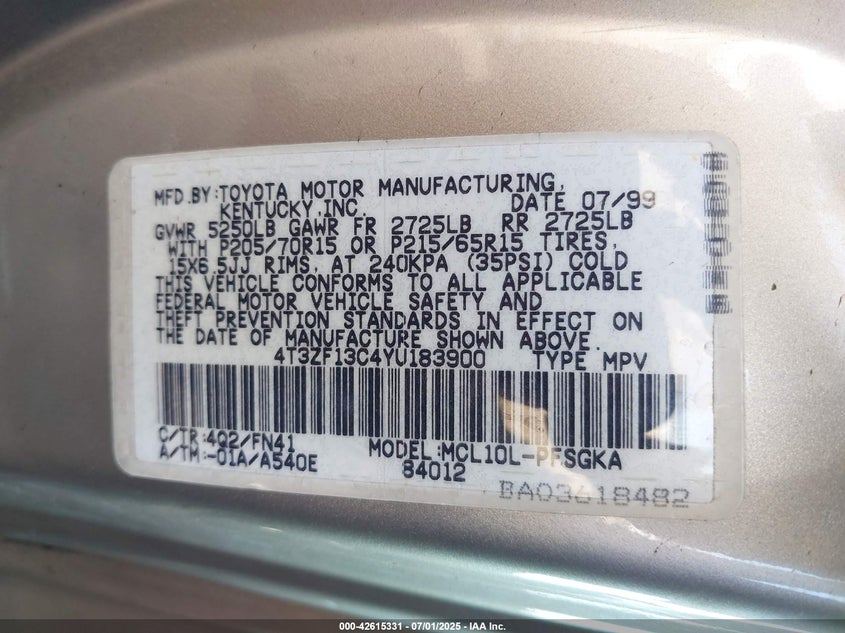 MFD.BY:TOYOTA MOTOR MANUFACTURING,
KENTUCKY,INC. DATE 07/99
GVWR 5250LB GAWR FR 2725LB RR 2725LB
WITH P205/70R15 OR P215/65R15 TIRES,
15X6.5JJ RIMS, AT 240KPA (35PSI) COLD
THIS VEHICLE CONFORMS TO ALL APPLICABLE
FEDERAL MOTOR VEHICLE SAFETY AND
THEFT PREVENTION STANDARDS IN EFFECT ON
THE DATE OF MANUFACTURE SHOWN ABOVE.
4T3ZF13C4YU183900 TYPE MPV
C/TR:4Q2/FN41 MODEL:MCL10L-PFSGKA
A/TM:-01A/A540E 84012
BA03618482
000-42615331 - 07/01/2025 - IAA Inc.